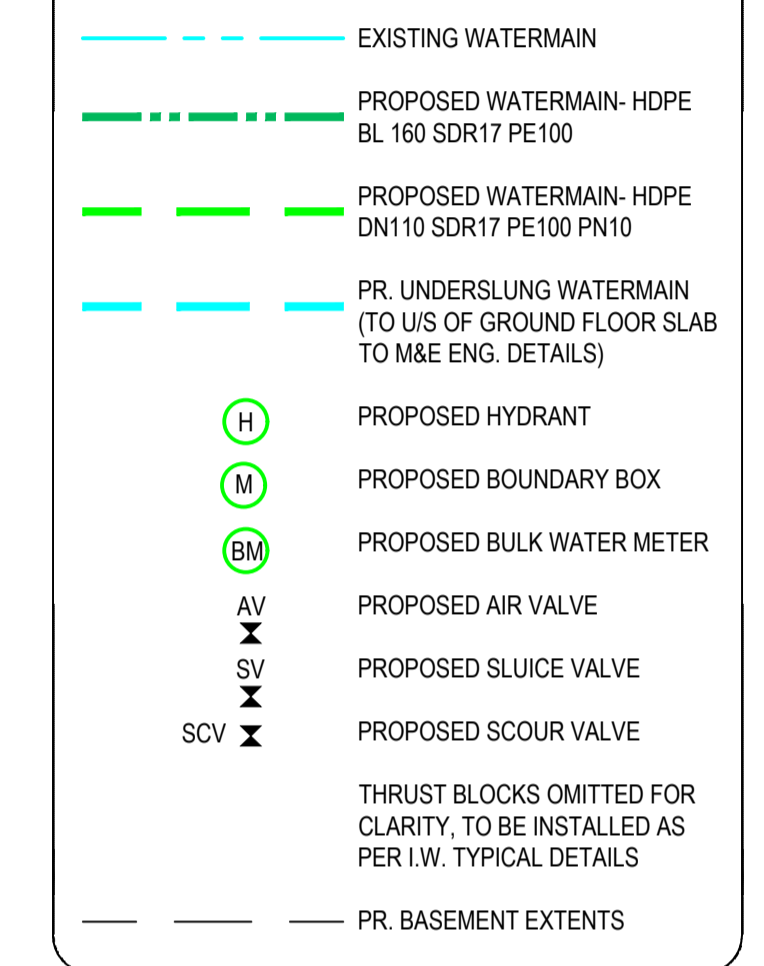 EXISTING WATERMAIN
PROPOSED WATERMAIN- HDPE
BL 160 SDR17 PE100
PROPOSED WATERMAIN- HDPE
DN110 SDR17 PE100 PN10
PR. UNDERSLUNG WATERMAIN
(TO U/S OF GROUND FLOOR SLAB
TO M&E ENG. DETAILS)
H PROPOSED HYDRANT
M PROPOSED BOUNDARY BOX
BM PROPOSED BULK WATER METER
AV PROPOSED AIR VALVE
SV PROPOSED SLUICE VALVE
SCV PROPOSED SCOUR VALVE
THRUST BLOCKS OMITTED FOR
CLARITY, TO BE INSTALLED AS
PER I.W. TYPICAL DETAILS
PR. BASEMENT EXTENTS